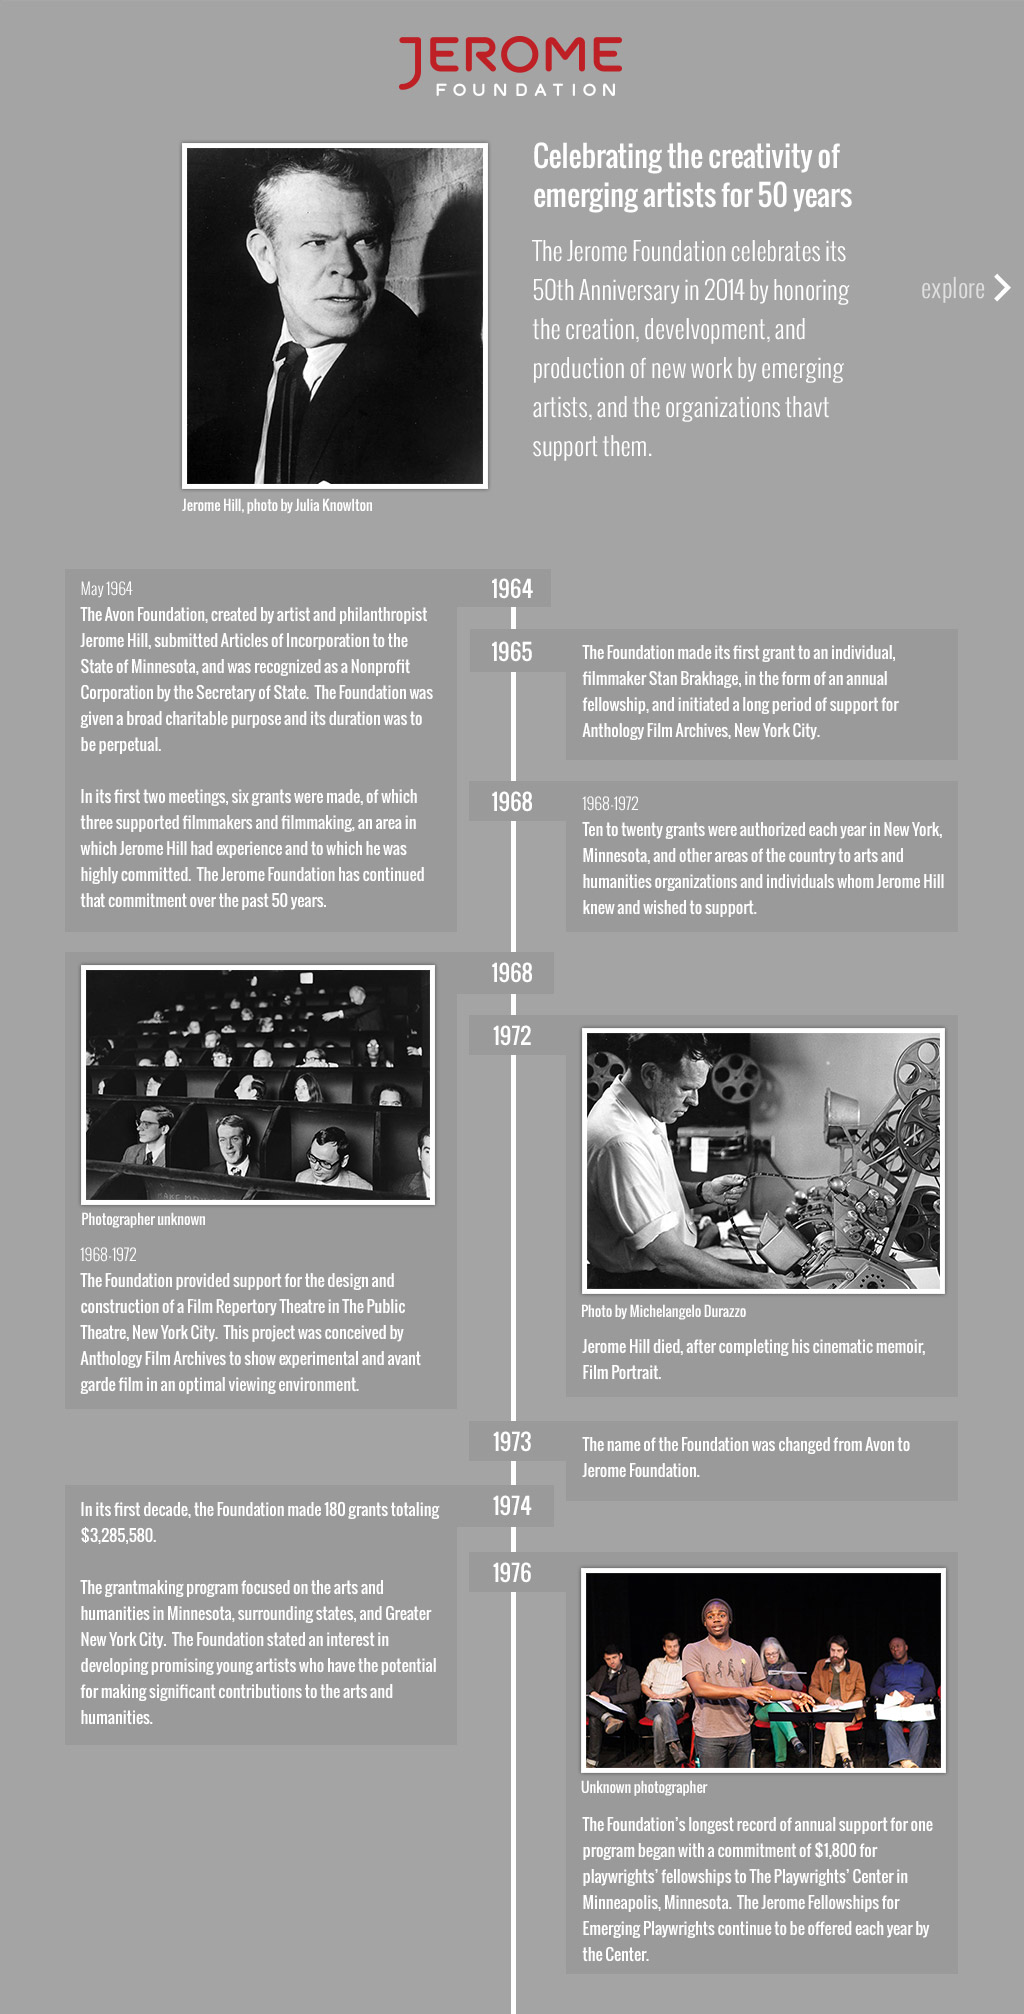 JEROME
FOUNDATION
Celebrating the creativity of
emerging artists for 50 years
The Jerome Foundation celebrates its
50th Anniversary in 2014 by honoring
the creation, develvopment, and
production of new work by emerging
artists, and the organizations thavt
support them.
explore
Jerome Hill, photo by Julia Knowlton
1964
May 1964
The Avon Foundation, created by artist and philanthropist
Jerome Hill, submitted Articles of Incorporation to the
State of Minnesota, and was recognized as a Nonprofit
Corporation by the Secretary of State.  The Foundation was
given a broad charitable purpose and its duration was to
be perpetual.
In its first two meetings, six grants were made, of which
three supported filmmakers and filmmaking, an area in
which Jerome Hill had experience and to which he was
highly committed.  The Jerome Foundation has continued
that commitment over the past 50 years.
1965
The Foundation made its first grant to an individual,
filmmaker Stan Brakhage, in the form of an annual
fellowship, and initiated a long period of support for
Anthology Film Archives, New York City.
1968
1968-1972
Ten to twenty grants were authorized each year in New York,
Minnesota, and other areas of the country to arts and
humanities organizations and individuals whom Jerome Hill
knew and wished to support.
1968
Photographer unknown
1968-1972
The Foundation provided support for the design and
construction of a Film Repertory Theatre in The Public
Theatre, New York City.  This project was conceived by
Anthology Film Archives to show experimental and avant
garde film in an optimal viewing environment.
1972
Photo by Michelangelo Durazzo
Jerome Hill died, after completing his cinematic memoir,
Film Portrait.
1973
The name of the Foundation was changed from Avon to
Jerome Foundation.
1974
In its first decade, the Foundation made 180 grants totaling
$3,285,580.
The grantmaking program focused on the arts and
humanities in Minnesota, surrounding states, and Greater
New York City.  The Foundation stated an interest in
developing promising young artists who have the potential
for making significant contributions to the arts and
humanities.
1976
Unknown photographer
The Foundation's longest record of annual support for one
program began with a commitment of $1,800 for
playwrights' fellowships to The Playwrights' Center in
Minneapolis, Minnesota.  The Jerome Fellowships for
Emerging Playwrights continue to be offered each year by
the Center.